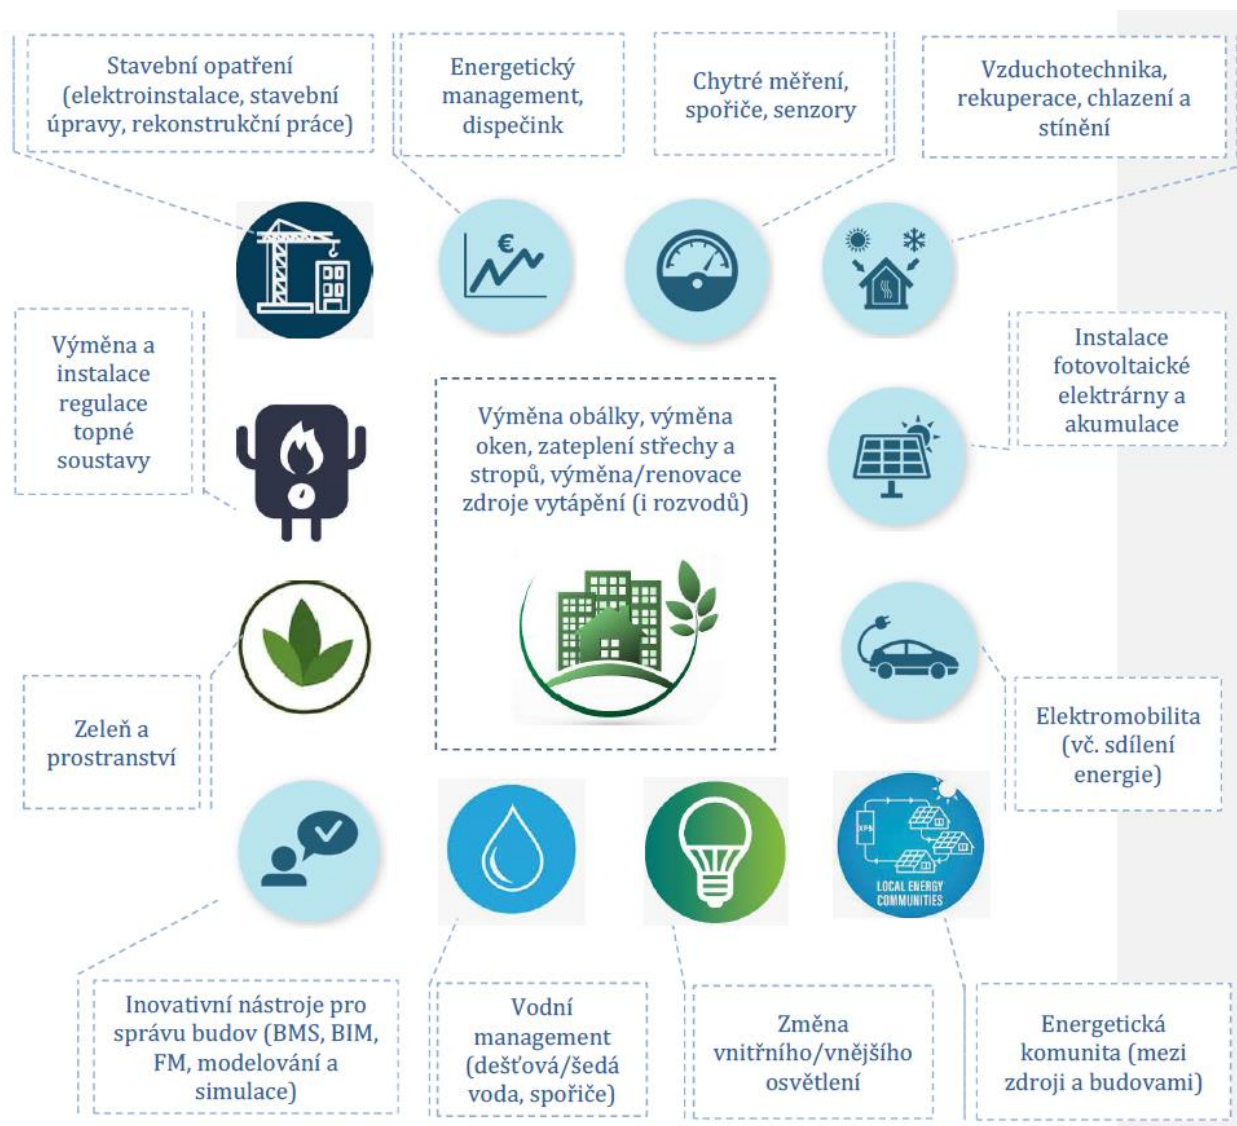 Stavební opatření
(elektroinstalace, stavební
úpravy, rekonstrukční práce)
Energetický
management,
dispečink
Chytré měření,
spořiče, senzory
Vzduchotechnika,
rekuperace, chlazení a
stínění
€
Výměna a
instalace
regulace
topné
soustavy
Výměna obálky, výměna
oken, zateplení střechy a
stropů, výměna/renovace
zdroje vytápění (i rozvodů)
Instalace
fotovoltaické
elektrárny a
akumulace
Zeleň a
prostranství
Elektromobilita
(vč. sdílení
energie)
LOCAL ENERGY
COMMUNITIES
Inovativní nástroje pro
správu budov (BMS, BIM,
FM, modelování a
simulace)
Vodní
management
(dešťová/šedá
voda, spořiče)
Změna
vnitřního/vnějšího
osvětlení
Energetická
komunita (mezi
zdroji a budovami)